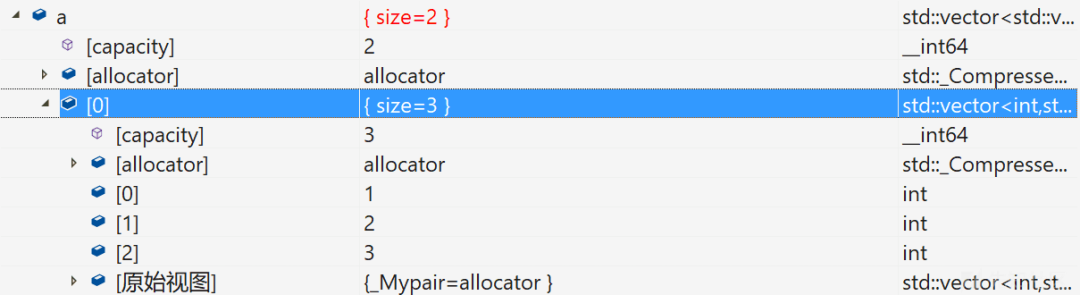 a { size=2 } std::vector<std::v...
[capacity] 2 __int64
[allocator] allocator std::_Compresse...
[0] { size=3 } std::vector<int,st...
[capacity] 3 __int64
[allocator] allocator std::_Compresse...
[0] 1 int
[1] 2 int
[2] 3 int
[原始视图] {_Mypair=allocator } std::vector<int,st...